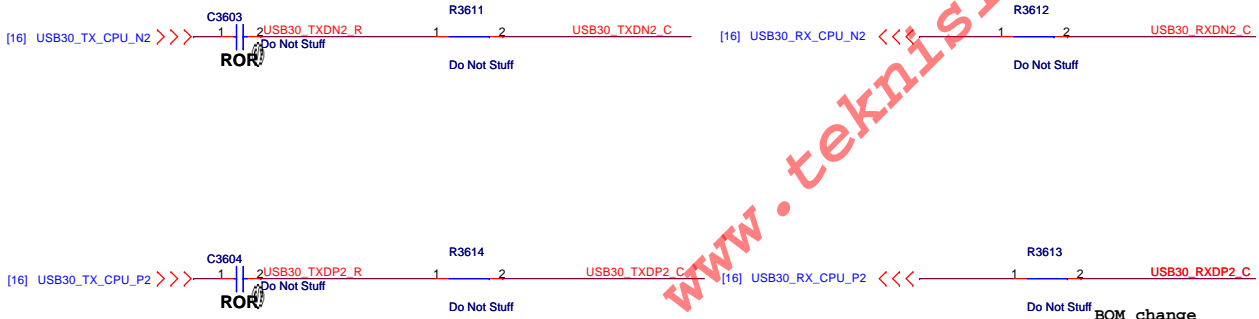 C3603
R3611
R3612
[16] USB30_TX_CPU_N2
1
2
USB30_TXDN2_R
1
2
USB30_TXDN2_C
[16] USB30_RX_CPU_N2
1
2
USB30_RXDN2_C
Do Not Stuff
ROR
Do Not Stuff
Do Not Stuff
www.teknis
C3604
R3614
R3613
[16] USB30_TX_CPU_P2
1
2
USB30_TXDP2_R
1
2
USB30_TXDP2_C
[16] USB30_RX_CPU_P2
1
2
USB30_RXDP2_C
Do Not Stuff
ROR
Do Not Stuff
Do Not Stuff
BOM change